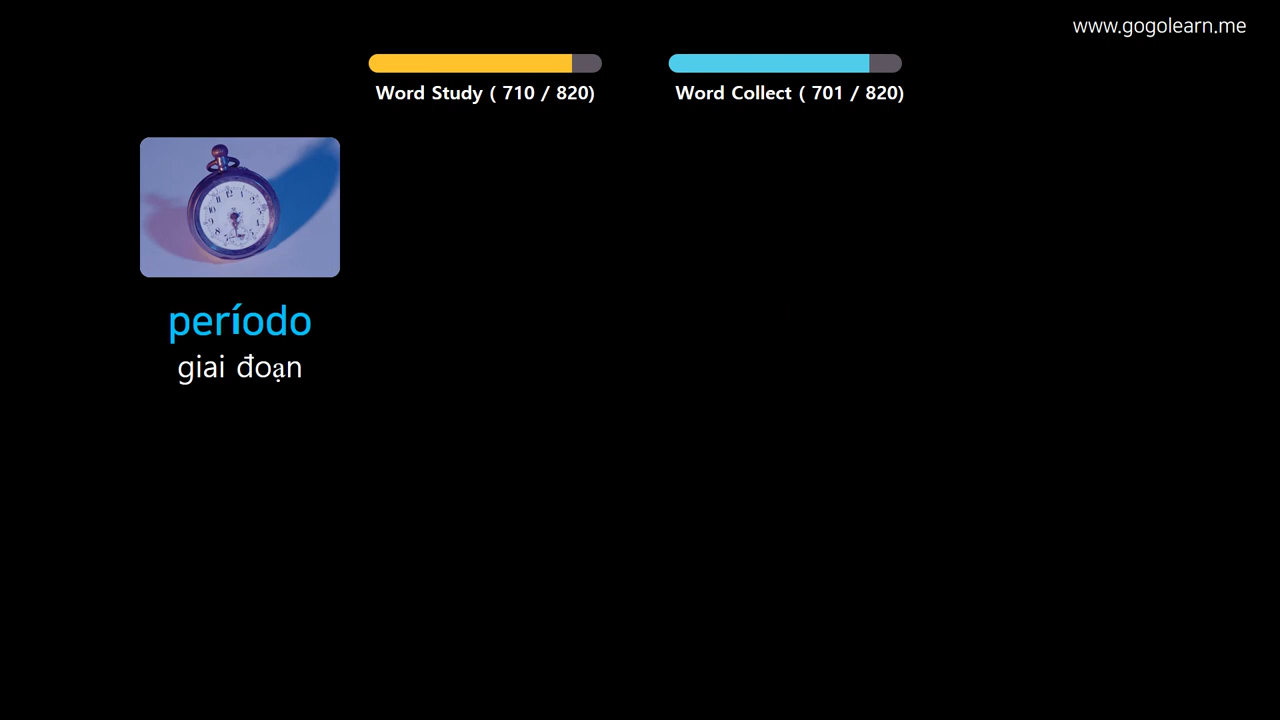 www.gogolearn.me
Word Study ( 710 / 820)
Word Collect ( 701 / 820)
período
giai đoạn